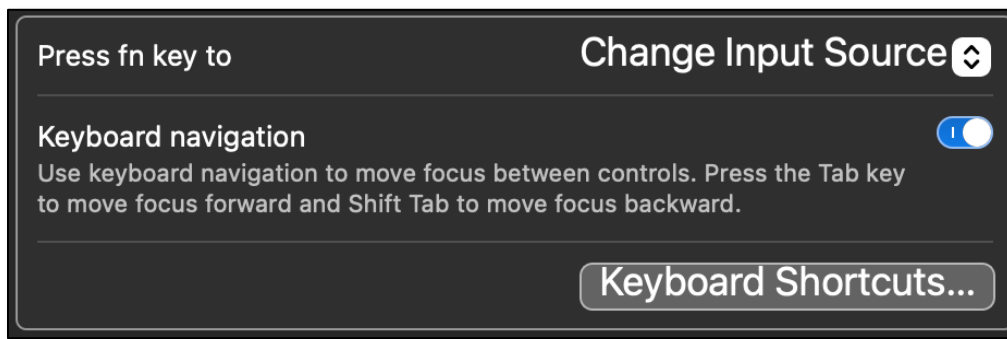 Press fn key to Change Input Source
Keyboard navigation
Use keyboard navigation to move focus between controls. Press the Tab key
to move focus forward and Shift Tab to move focus backward.
Keyboard Shortcuts...